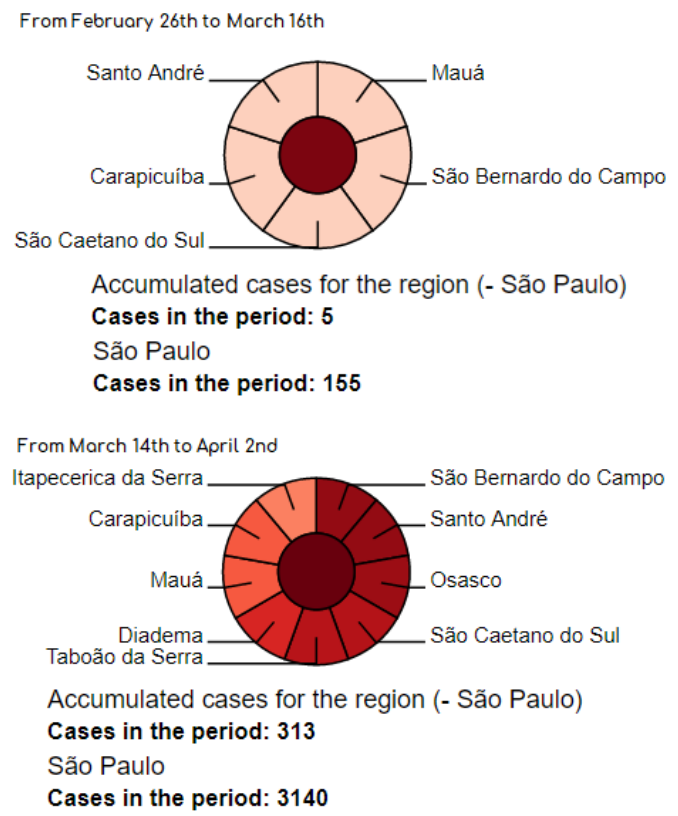 From February 26th to March 16th
Santo André
Mauá
Carapicuíba
São Bernardo do Campo
São Caetano do Sul
Accumulated cases for the region (- São Paulo)
Cases in the period: 5
São Paulo
Cases in the period: 155
From March 14th to April 2nd
Itapecerica da Serra
São Bernardo do Campo
Carapicuíba
Santo André
Mauá
Osasco
Diadema
São Caetano do Sul
Taboão da Serra
Accumulated cases for the region (- São Paulo)
Cases in the period: 313
São Paulo
Cases in the period: 3140